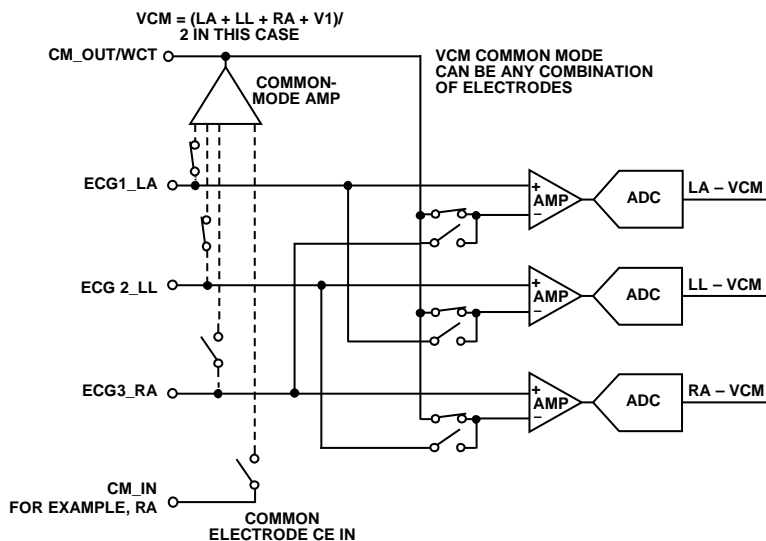 VCM = (LA + LL + RA + V1)/
2 IN THIS CASE
CM_OUT/WCT
COMMON-
MODE AMP
VCM COMMON MODE
CAN BE ANY COMBINATION
OF ELECTRODES
ECG1_LA
+
AMP
–
ADC
LA – VCM
ECG 2_LL
+
AMP
–
ADC
LL – VCM
ECG3_RA
+
AMP
–
ADC
RA – VCM
CM_IN
FOR EXAMPLE, RA
COMMON
ELECTRODE CE IN